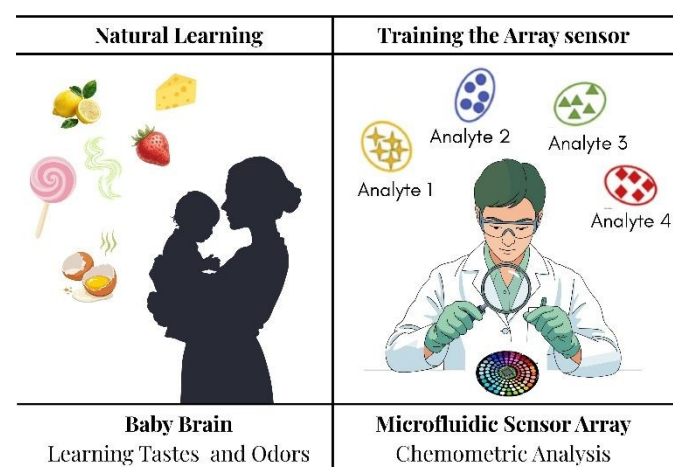 Natural Learning
Training the Array sensor
Analyte 1
Analyte 2
Analyte 3
Analyte 4
Baby Brain
Learning Tastes and Odors
Microfluidic Sensor Array
Chemometric Analysis